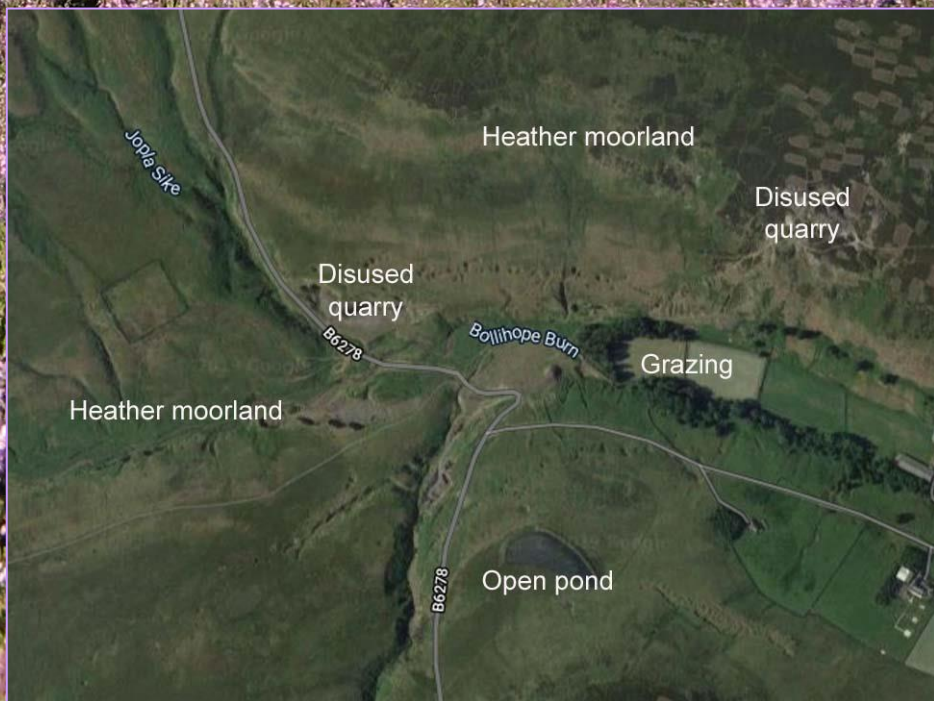 Jopla Sike
Heather moorland
Disused
quarry
Disused
quarry
B6278
Bollihope Burn
Grazing
Heather moorland
B6278
Open pond